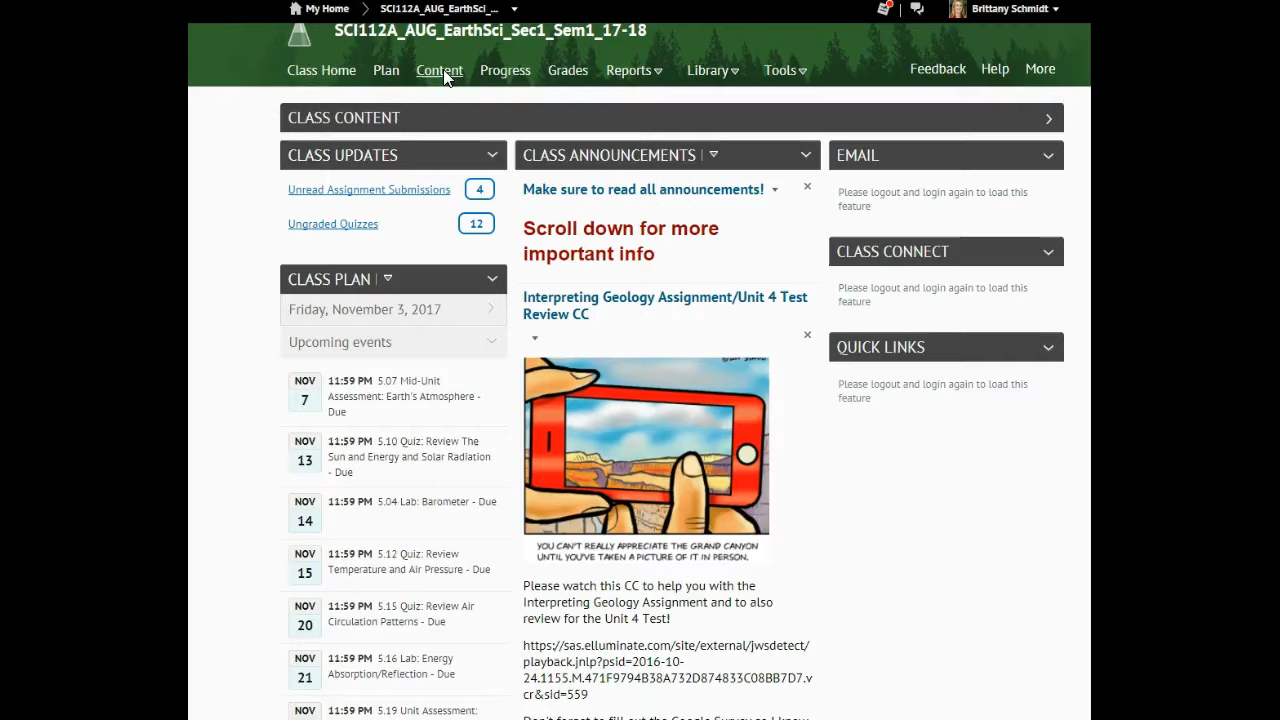 My Home
SCI112A_AUG_EarthSci_...
Brittany Schmidt
SCI112A_AUG_EarthSci_Sec1_Sem1_17-18
Class Home Plan Content Progress Grades Reports Library Tools
Feedback Help More
CLASS CONTENT
CLASS UPDATES
Unread Assignment Submissions 4
Ungraded Quizzes 12
CLASS PLAN
Friday, November 3, 2017
Upcoming events
NOV 7
11:59 PM 5.07 Mid-Unit
Assessment: Earth's Atmosphere -
Due
NOV 13
11:59 PM 5.10 Quiz: Review The
Sun and Energy and Solar Radiation
- Due
NOV 14
11:59 PM 5.04 Lab: Barometer - Due
NOV 15
11:59 PM 5.12 Quiz: Review
Temperature and Air Pressure - Due
NOV 20
11:59 PM 5.15 Quiz: Review Air
Circulation Patterns - Due
NOV 21
11:59 PM 5.16 Lab: Energy
Absorption/Reflection - Due
NOV
11:59 PM 5.19 Unit Assessment:
CLASS ANNOUNCEMENTS
Make sure to read all announcements!
Scroll down for more
important info
Interpreting Geology Assignment/Unit 4 Test
Review CC
YOU CAN'T REALLY APPRECIATE THE GRAND CANYON
UNTIL YOU'VE TAKEN A PICTURE OF IT IN PERSON.
Please watch this CC to help you with the
Interpreting Geology Assignment and to also
review for the Unit 4 Test!
https://sas.elluminate.com/site/external/jwsdetect/
playback.jnlp?psid=2016-10-
24.1155.M.471F9794B38A732D874833C08BB7D7.v
cr&sid=559
Don't forget to fill out the Google Survey so I know
EMAIL
Please logout and login again to load this
feature
CLASS CONNECT
Please logout and login again to load this
feature
QUICK LINKS
Please logout and login again to load this
feature